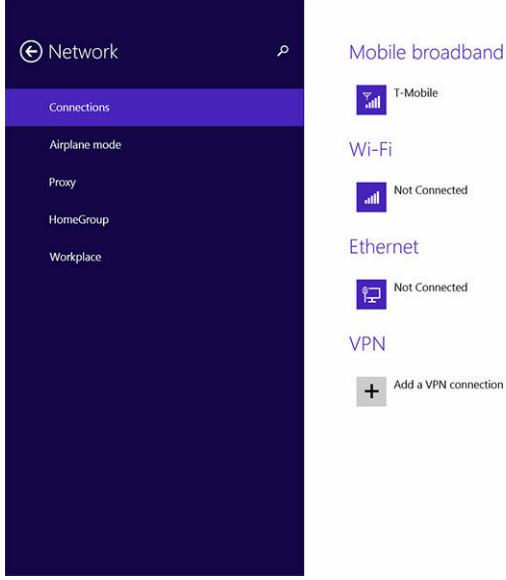 Network
Connections
Airplane mode
Proxy
HomeGroup
Workplace
Mobile broadband
T-Mobile
Wi-Fi
Not Connected
Ethernet
Not Connected
VPN
Add a VPN connection